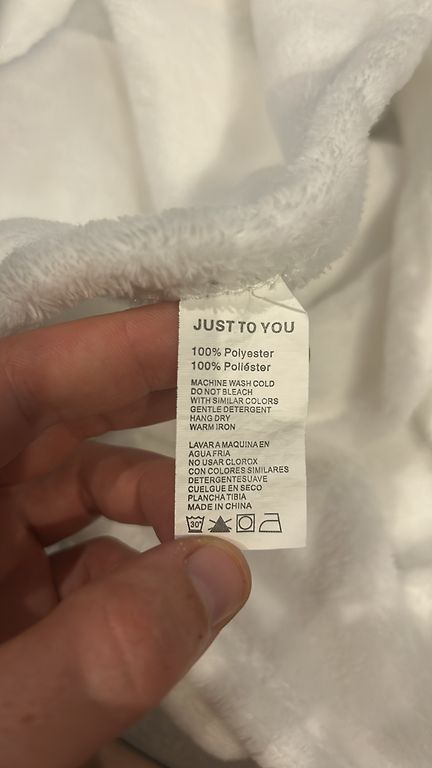 JUST TO YOU
100% Polyester
100% Poliéster
MACHINE WASH COLD
DO NOT BLEACH
WITH SIMILAR COLORS
GENTLE DETERGENT
HANG DRY
WARM IRON
LAVAR A MAQUINA EN
AGUA FRIA
NO USAR CLOROX
CON COLORES SIMILARES
DETERGENTESUAVE
CUELGUE EN SECO
PLANCHA TIBIA
MADE IN CHINA
30°